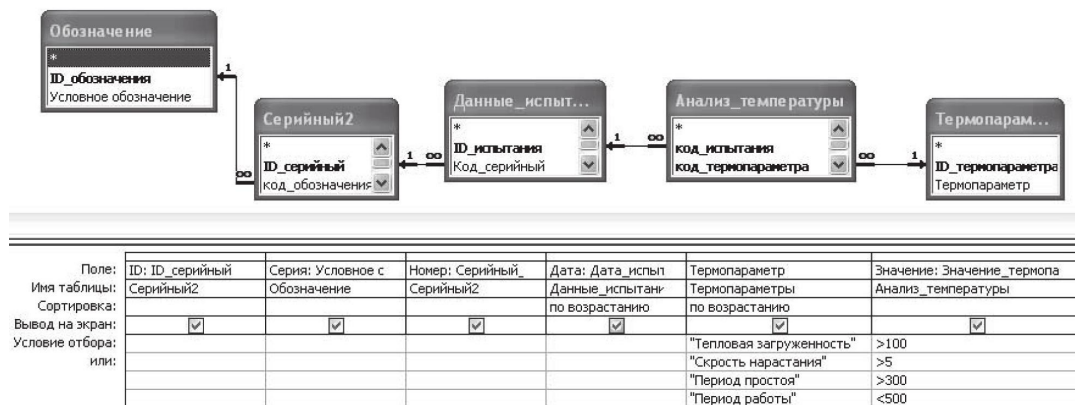 Обозначение
*
ID_обозначения
Условное обозначение
1
∞
Серийный2
*
ID_серийный
код_обозначения
1 ∞
Данные_испыт...
*
ID_испытания
Код_серийный
1 ∞
Анализ_температуры
*
код_испытания
код_термопараметра
∞ 1
Термопарам...
*
ID_термопараметра
Термопараметр
Поле: ID: ID_серийный Серия: Условное с Номер: Серийный_ Дата: Дата_испыт Термопараметр Значение: Значение_термопа
Имя таблицы: Серийный2 Обозначение Серийный2 Данные_испытани Термопараметры Анализ_температуры
Сортировка: по возрастанию по возрастанию
Вывод на экран:
Условие отбора: "Тепловая загруженность" >100
или: "Скрость нарастания" >5
"Период простоя" >300
"Период работы" <500